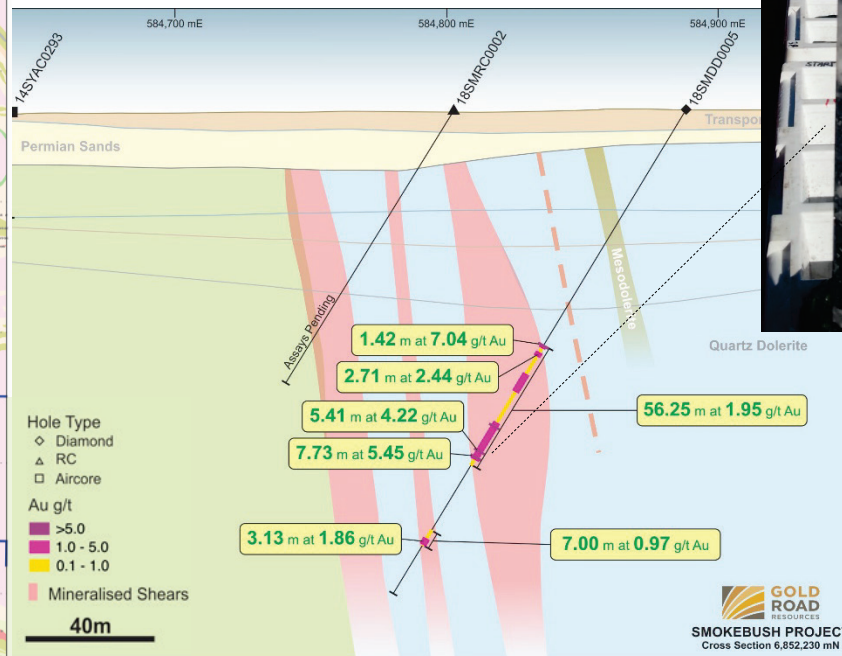 584,700 mE
584,800 mE
584,900 mE
14SYAC0293
18SMRC0002
18SMDD0005
START
Permian Sands
Assays Pending
Mesodolerite
Quartz Dolerite
1.42 m at 7.04 g/t Au
2.71 m at 2.44 g/t Au
5.41 m at 4.22 g/t Au
7.73 m at 5.45 g/t Au
56.25 m at 1.95 g/t Au
3.13 m at 1.86 g/t Au
7.00 m at 0.97 g/t Au
Hole Type
Diamond
RC
Aircore
Au g/t
>5.0
1.0 - 5.0
0.1 - 1.0
Mineralised Shears
40m
GOLD
ROAD
RESOURCES
SMOKEBUSH
Cross Section 6,852,230 mN